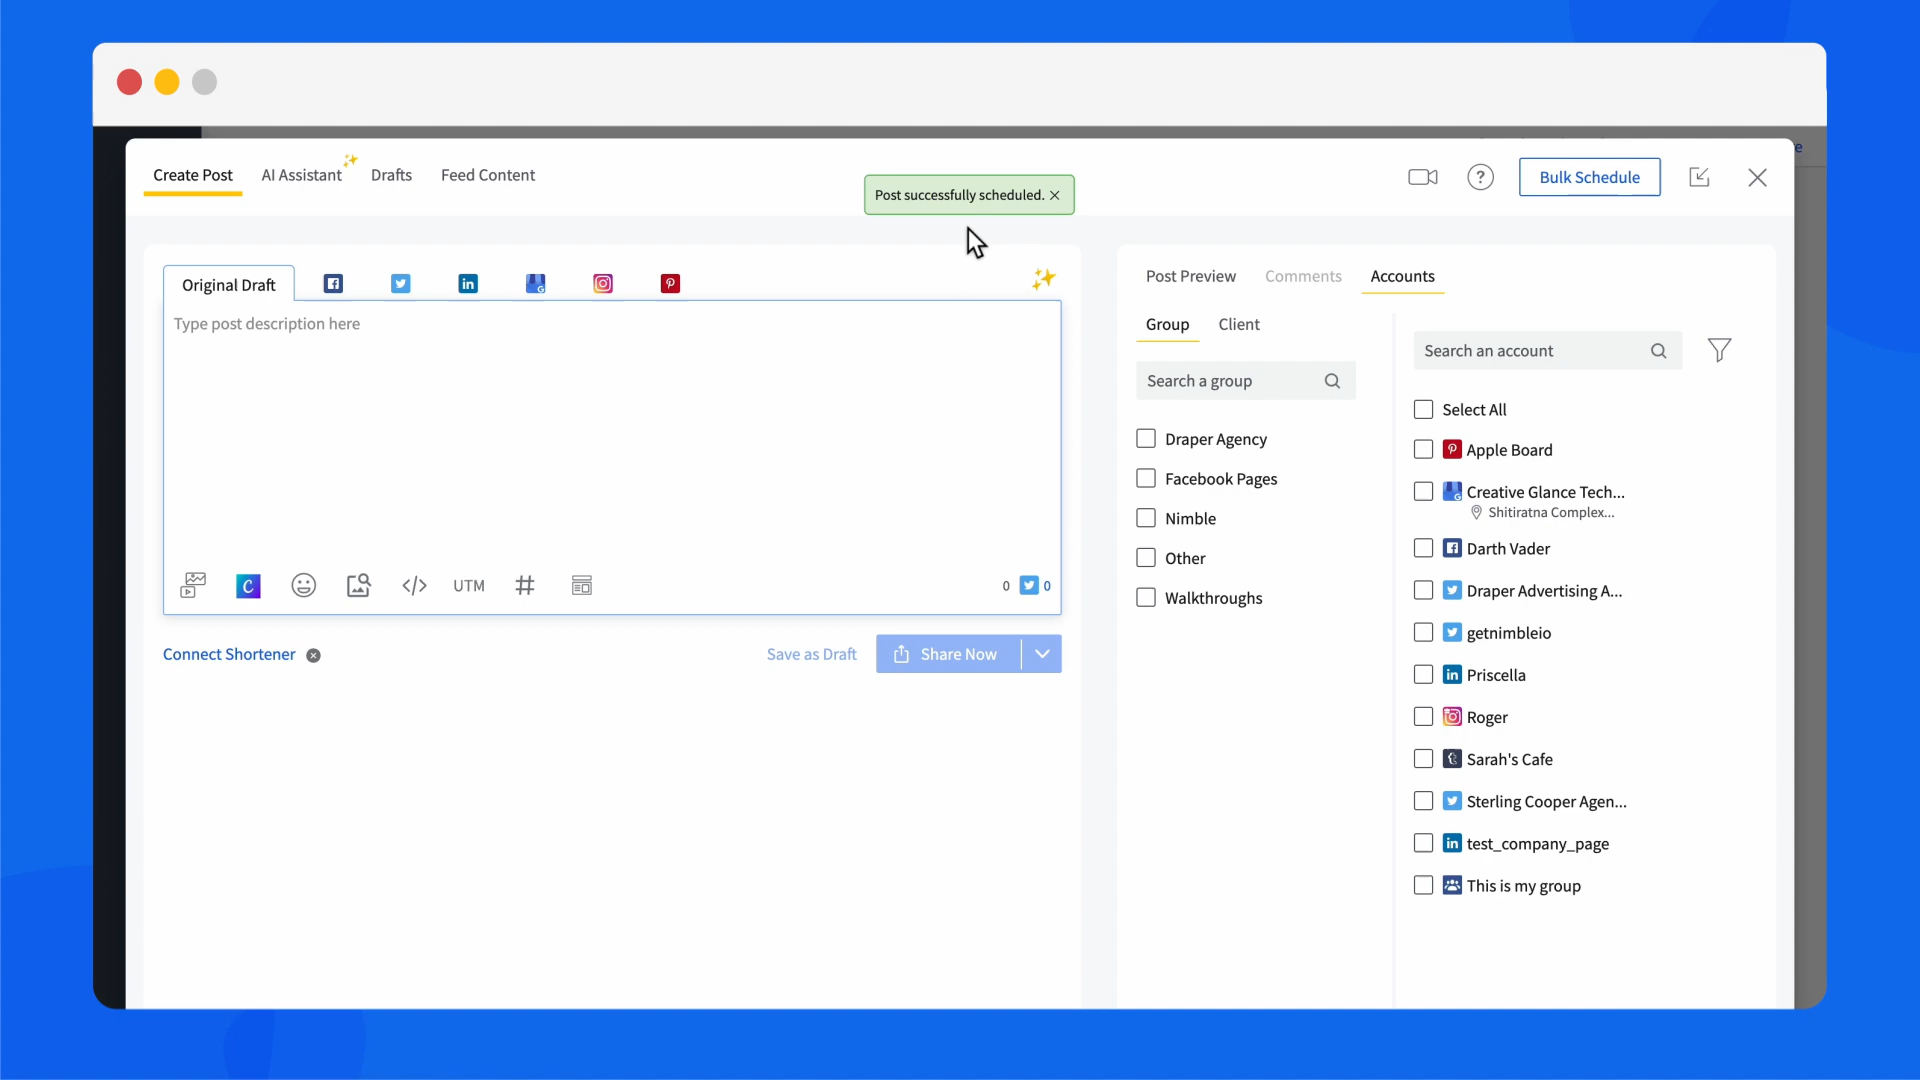 Create Post
AI Assistant
Drafts
Feed Content
Post successfully scheduled.
Bulk Schedule
e
Original Draft
Type post description here
UTM
0
0
Connect Shortener
Save as Draft
Share Now
Post Preview
Comments
Accounts
Group
Client
Search a group
Draper Agency
Facebook Pages
Nimble
Other
Walkthroughs
Search an account
Select All
Apple Board
Creative Glance Tech...
Shitiratna Complex...
Darth Vader
Draper Advertising A...
getnimbleio
Priscella
Roger
Sarah's Cafe
Sterling Cooper Agen...
test_company_page
This is my group